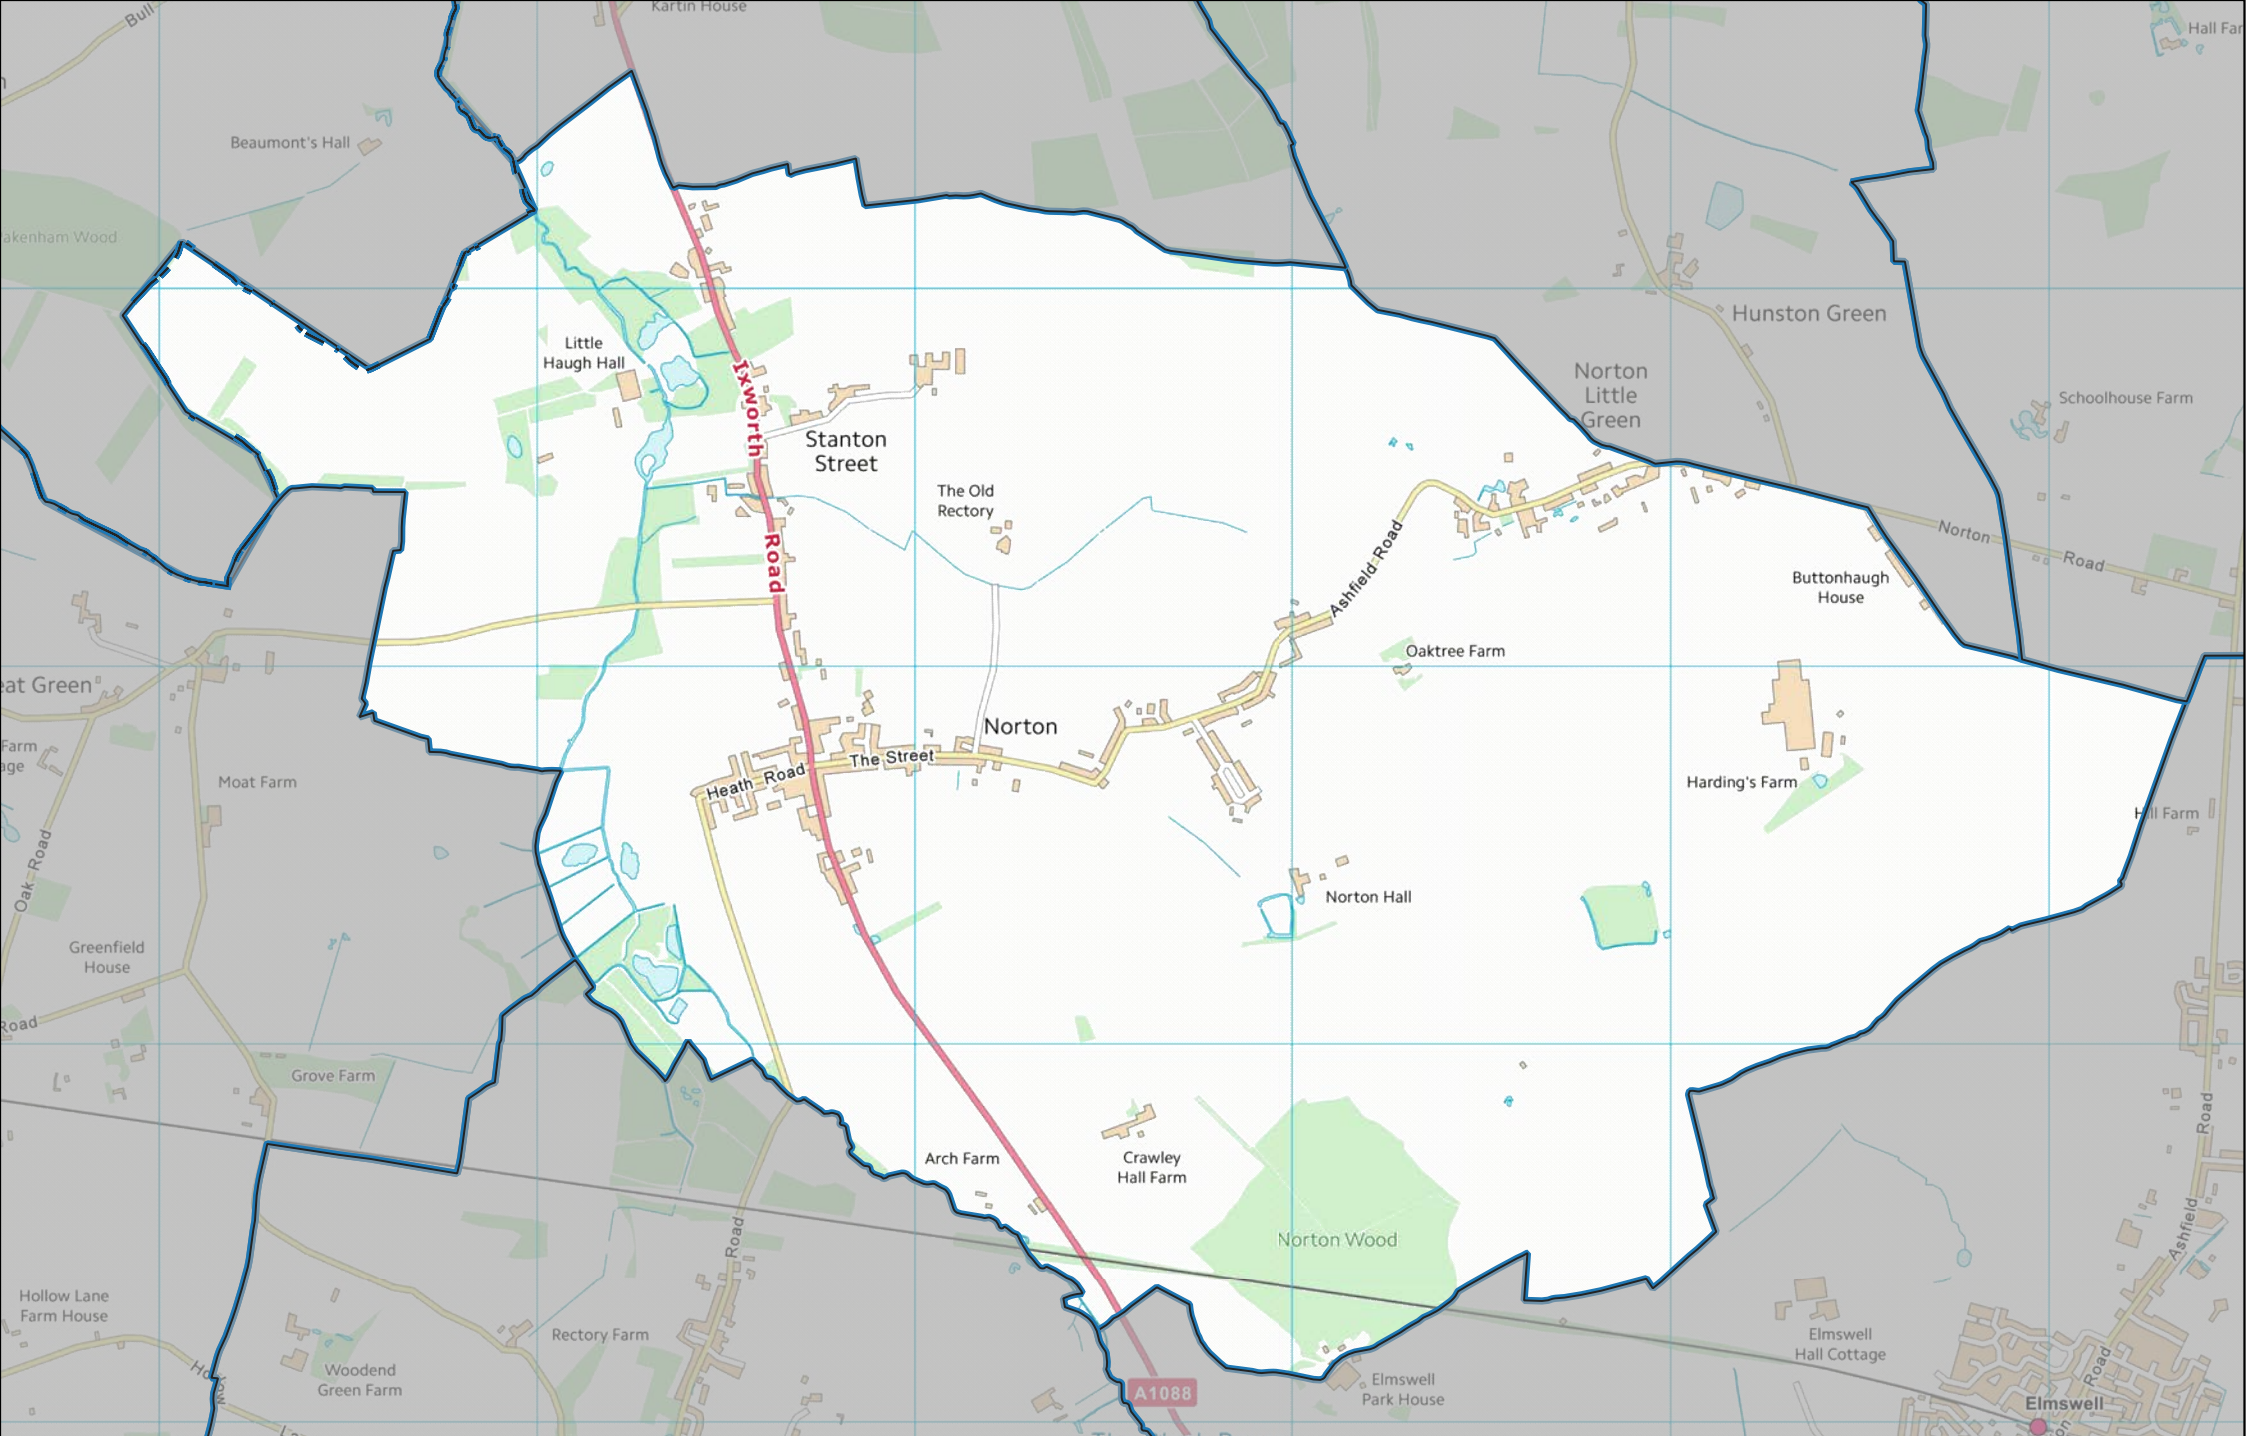 Bull
Kartin House
Hall Far
Beaumont's Hall
akenham Wood
Hunston Green
Little
Haugh Hall
Norton
Little
Green
Schoolhouse Farm
Ixworth
Stanton
Street
The Old
Rectory
Norton
Road
Road
Ashfield Road
Buttonhaugh
House
Oaktree Farm
eat Green
Norton
Farm
age
The Street
Heath Road
Moat Farm
Harding's Farm
Hill Farm
Oak Road
Norton Hall
Greenfield
House
Road
Grove Farm
Arch Farm
Crawley
Hall Farm
Road
Ashfield
Road
Norton Wood
Hollow Lane
Farm House
Rectory Farm
Woodend
Green Farm
Elmswell
Hall Cottage
Elmswell
Park House
A1088
Road
Elmswell